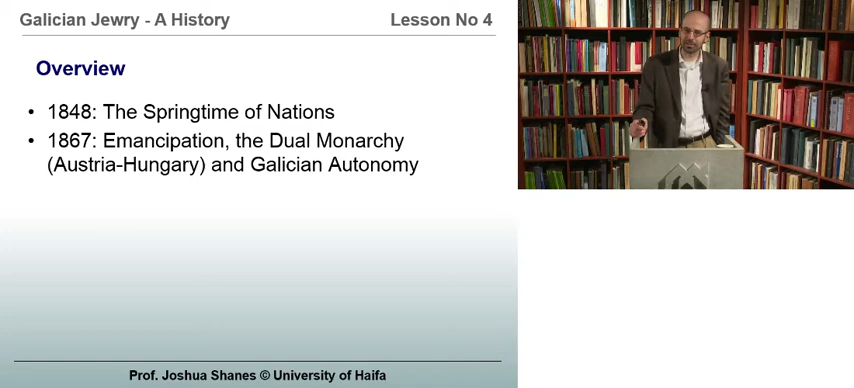 Galician Jewry - A History
Lesson No 4
Overview
• 1848: The Springtime of Nations
• 1867: Emancipation, the Dual Monarchy
(Austria-Hungary) and Galician Autonomy
Prof. Joshua Shanes © University of Haifa